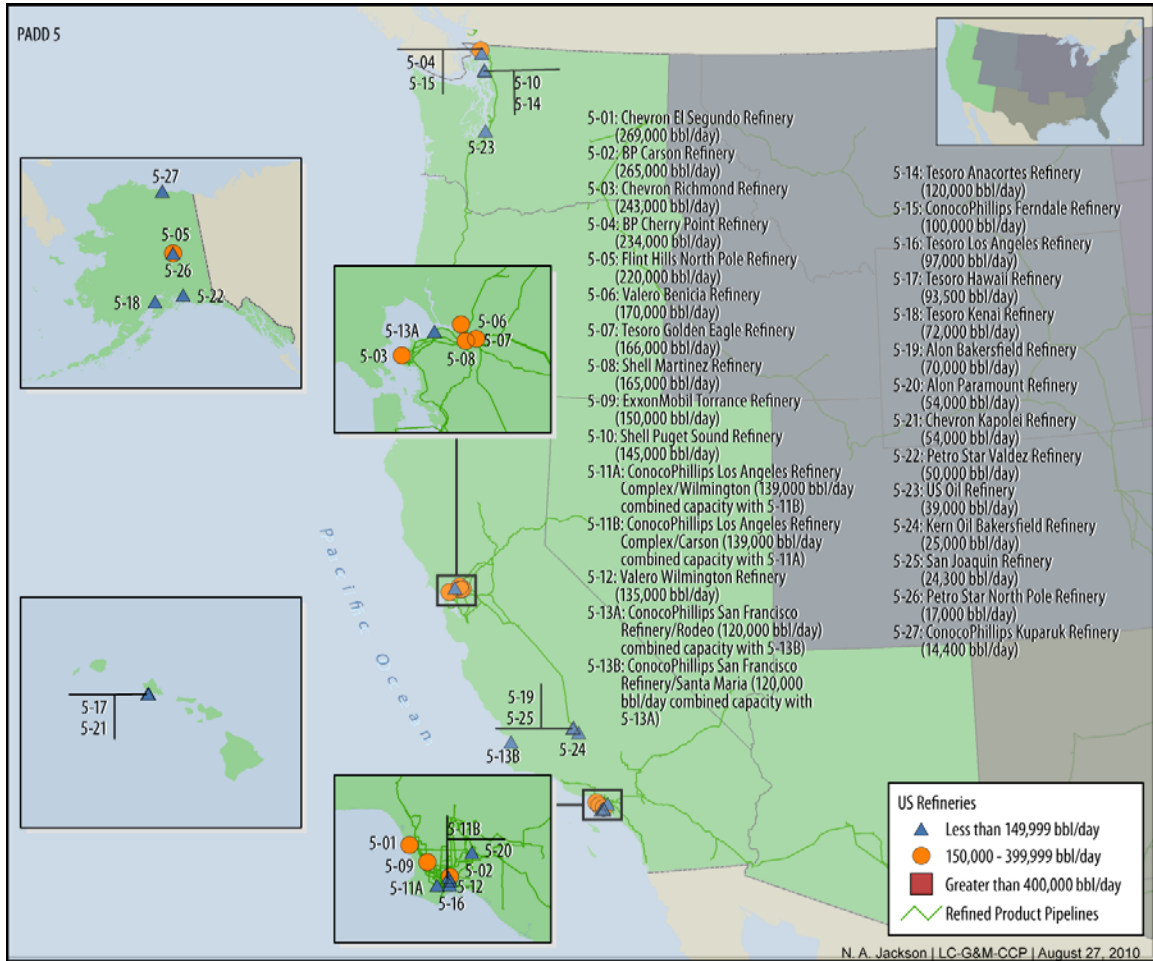 PADD 5
5-04
5-15
5-10
5-14
5-23
5-27
5-05
5-26
5-18
5-22
5-13A
5-06
5-07
5-03
5-08
5-01: Chevron El Segundo Refinery
(269,000 bbl/day)
5-02: BP Carson Refinery
(265,000 bbl/day)
5-03: Chevron Richmond Refinery
(243,000 bbl/day)
5-04: BP Cherry Point Refinery
(234,000 bbl/day)
5-05: Flint Hills North Pole Refinery
(220,000 bbl/day)
5-06: Valero Benicia Refinery
(170,000 bbl/day)
5-07: Tesoro Golden Eagle Refinery
(166,000 bbl/day)
5-08: Shell Martinez Refinery
(165,000 bbl/day)
5-09: ExxonMobil Torrance Refinery
(150,000 bbl/day)
5-10: Shell Puget Sound Refinery
(145,000 bbl/day)
5-11A: ConocoPhillips Los Angeles Refinery
Complex/Wilmington (139,000 bbl/day
combined capacity with 5-11B)
5-11B: ConocoPhillips Los Angeles Refinery
Complex/Carson (139,000 bbl/day
combined capacity with 5-11A)
5-12: Valero Wilmington Refinery
(135,000 bbl/day)
5-13A: ConocoPhillips San Francisco
Refinery/Rodeo (120,000 bbl/day)
combined capacity with 5-13B)
5-13B: ConocoPhillips San Francisco
Refinery/Santa Maria (120,000
bbl/day combined capacity with
5-13A)
5-14: Tesoro Anacortes Refinery
(120,000 bbl/day)
5-15: ConocoPhillips Ferndale Refinery
(100,000 bbl/day)
5-16: Tesoro Los Angeles Refinery
(97,000 bbl/day)
5-17: Tesoro Hawaii Refinery
(93,500 bbl/day)
5-18: Tesoro Kenai Refinery
(72,000 bbl/day)
5-19: Alon Bakersfield Refinery
(70,000 bbl/day)
5-20: Alon Paramount Refinery
(54,000 bbl/day)
5-21: Chevron Kapolei Refinery
(54,000 bbl/day)
5-22: Petro Star Valdez Refinery
(50,000 bbl/day)
5-23: US Oil Refinery
(39,000 bbl/day)
5-24: Kern Oil Bakersfield Refinery
(25,000 bbl/day)
5-25: San Joaquin Refinery
(24,300 bbl/day)
5-26: Petro Star North Pole Refinery
(17,000 bbl/day)
5-27: ConocoPhillips Kuparuk Refinery
(14,400 bbl/day)
Pacific Ocean
5-17
5-21
5-19
5-25
5-24
5-13B
5-11B
5-01
5-20
5-09
5-02
5-11A
5-12
5-16
US Refineries
Less than 149,999 bbl/day
150,000 - 399,999 bbl/day
Greater than 400,000 bbl/day
Refined Product Pipelines
N. A. Jackson | LC-G&M-CCP | August 27, 2010